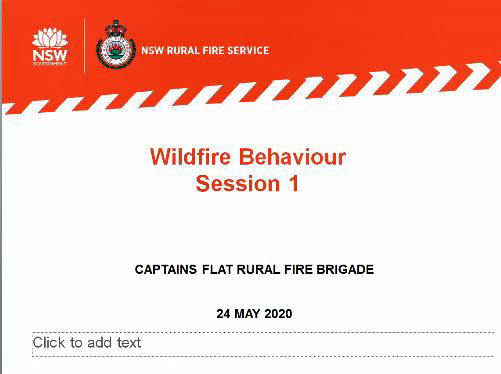 NSW
GOVERNMENT
NSW RURAL FIRE SERVICE
Wildfire Behaviour
Session 1
CAPTAINS FLAT RURAL FIRE BRIGADE
24 MAY 2020
Click to add text